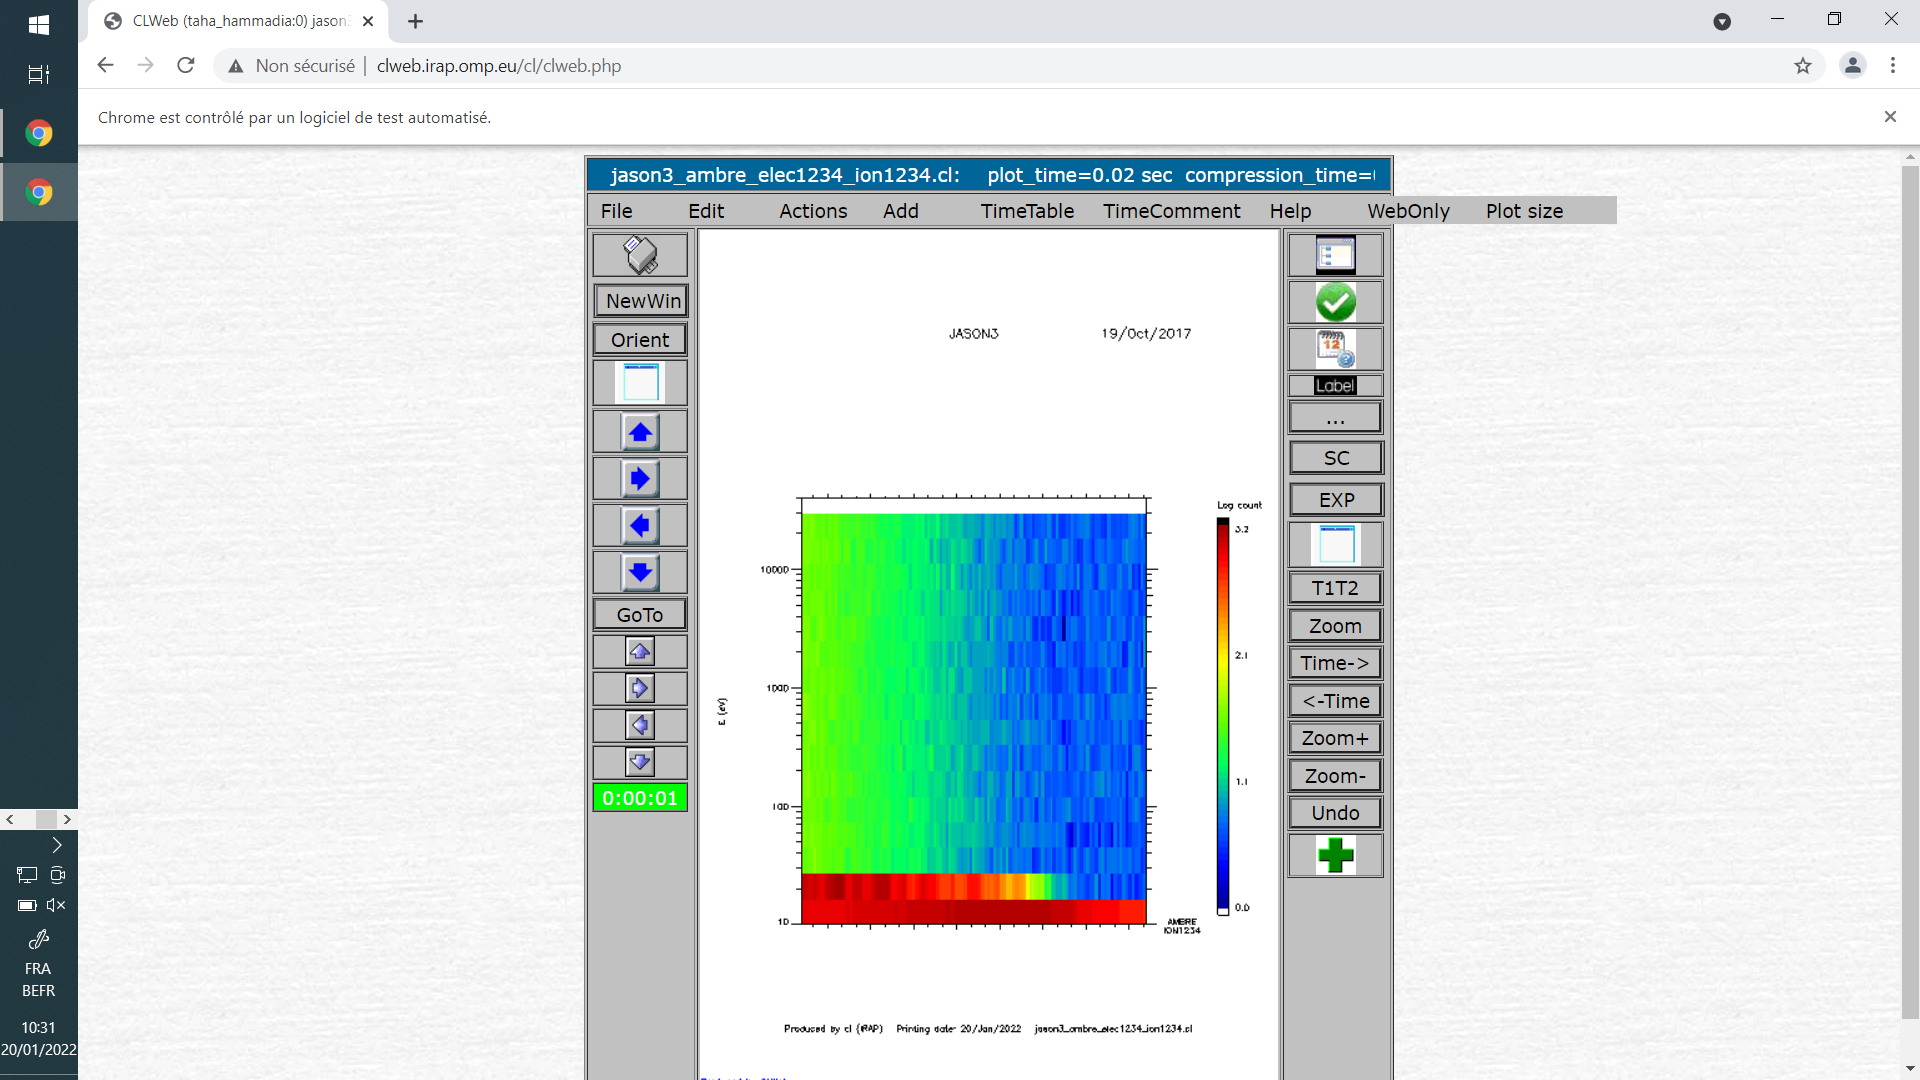 CLWeb (taha_hammadia:0) jason3
Non sécurisé | clweb.irap.omp.eu/cl/clweb.php
Chrome est contrôlé par un logiciel de test automatisé.
jason3_ambre_elec1234_ion1234.cl: plot_time=0.02 sec compression_time=
File Edit Actions Add TimeTable TimeComment Help WebOnly Plot size
NewWin
Orient
GoTo
0:00:01
JASON3 19/Oct/2017
Log count
3.2
2.1
1.1
0.0
10000
1000
100
10
E (eV)
AMBRE
ION1234
Produced by cl (IRAP) Printing date: 20/Jan/2022 jason3_ambre_elec1234_ion1234.cl
12
Label
...
SC
EXP
T1T2
Zoom
Time->
<-Time
Zoom+
Zoom-
Undo
FRA
BEFR
10:31
20/01/2022